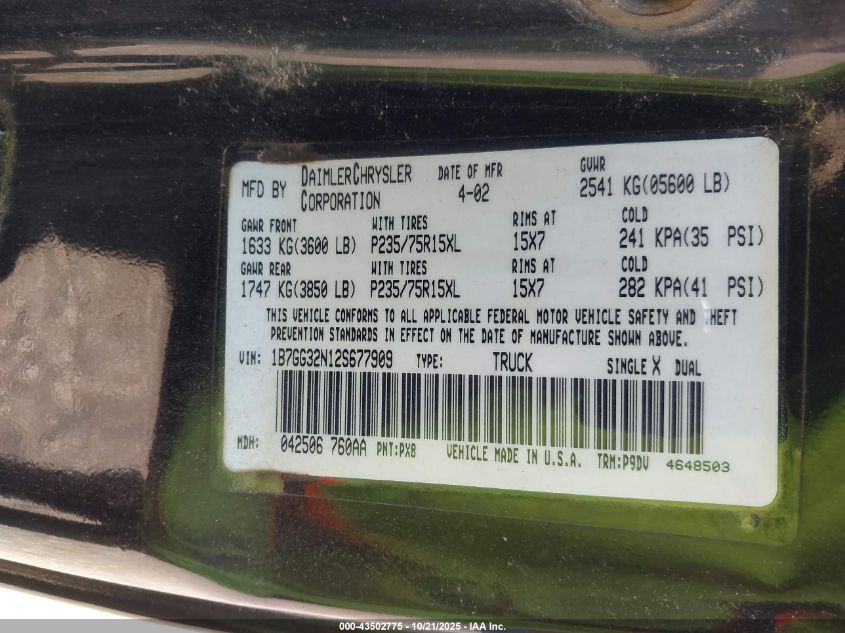 MFD BY DAIMLERCHRYSLER CORPORATION DATE OF MFR 4-02 GVWR 2541 KG(05600 LB)
GAWR FRONT WITH TIRES RIMS AT COLD
1633 KG(3600 LB) P235/75R15XL 15X7 241 KPA(35 PSI)
GAWR REAR WITH TIRES RIMS AT COLD
1747 KG(3850 LB) P235/75R15XL 15X7 282 KPA(41 PSI)
THIS VEHICLE CONFORMS TO ALL APPLICABLE FEDERAL MOTOR VEHICLE SAFETY AND THEFT
PREVENTION STANDARDS IN EFFECT ON THE DATE OF MANUFACTURE SHOWN ABOVE.
VIN: 1B7GG32N12S677909 TYPE: TRUCK SINGLE X DUAL
MDH: 042506 760AA PNT:PX8 VEHICLE MADE IN U.S.A. TRM:P9DV 4648503
000-43502775 - 10/21/2025 - IAA Inc.